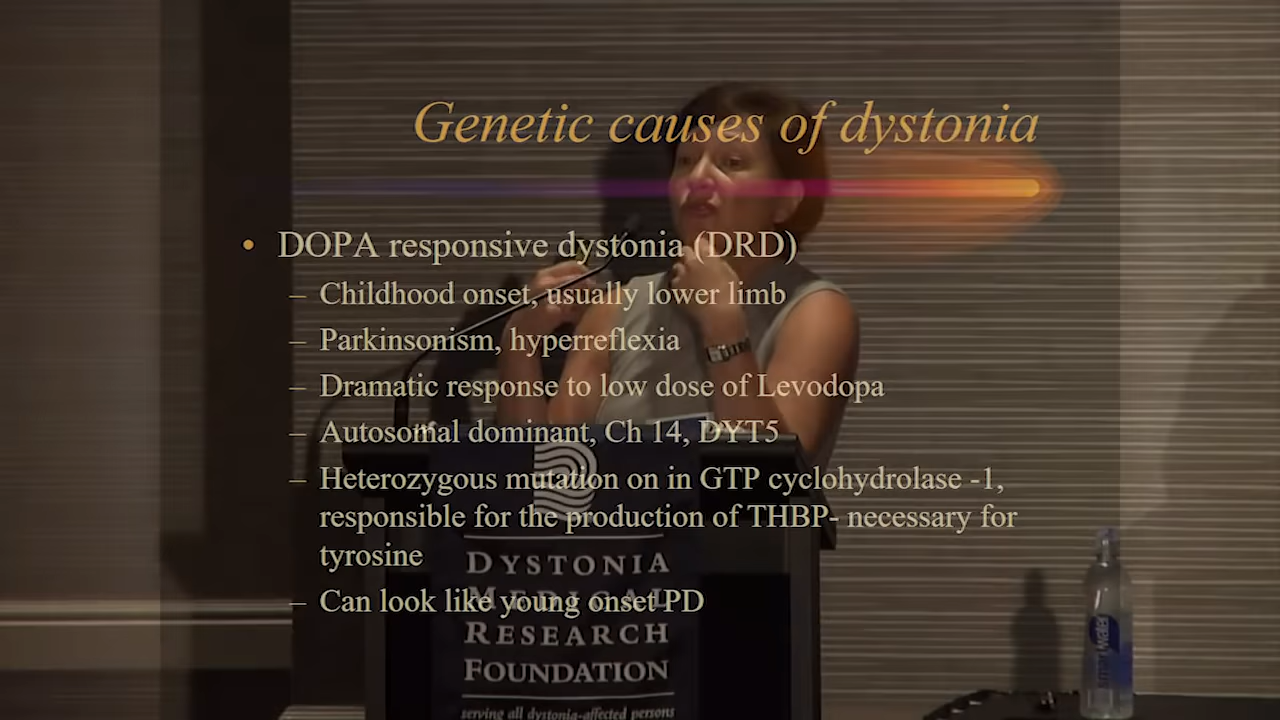 Genetic causes of dystonia
• DOPA responsive dystonia (DRD)
– Childhood onset, usually lower limb
– Parkinsonism, hyperreflexia
– Dramatic response to low dose of Levodopa
– Autosomal dominant, Ch 14, DYT5
– Heterozygous mutation on in GTP cyclohydrolase -1,
responsible for the production of THBP- necessary for
tyrosine
– Can look like young onset PD
DYSTONIA
MEDICAL
RESEARCH
FOUNDATION
serving all dystonia-affected persons
smartwater